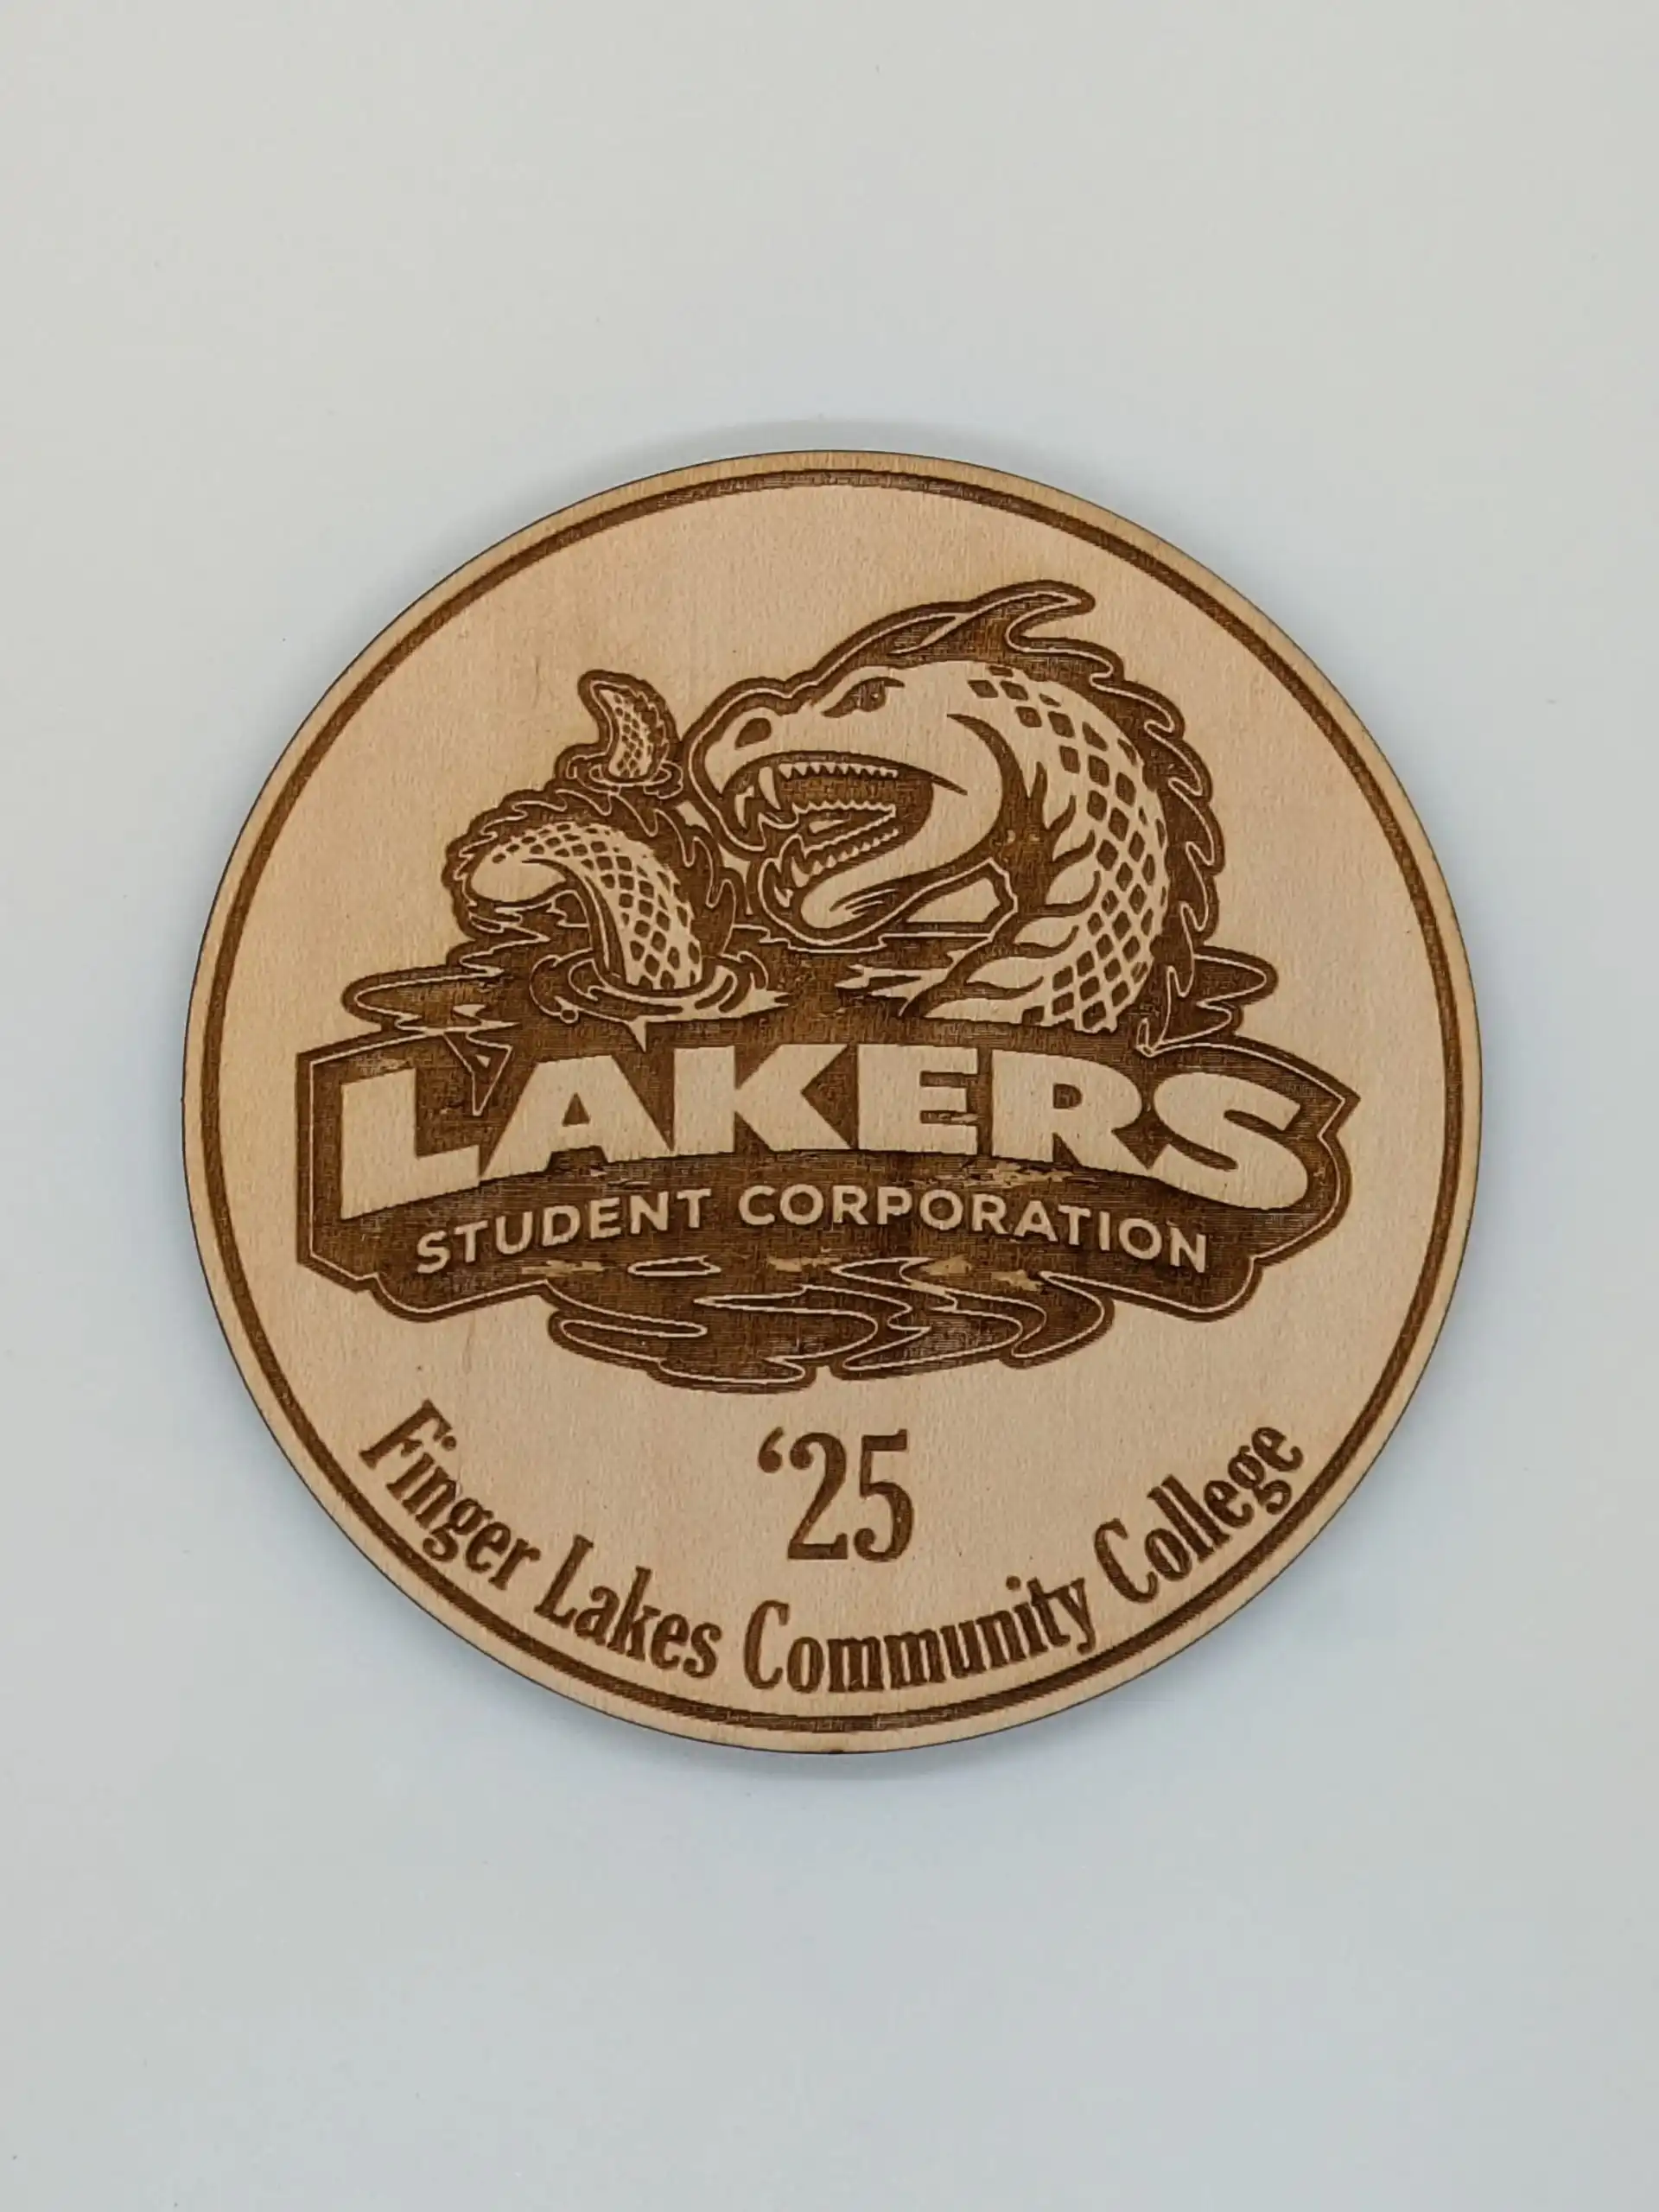 LAKERS
STUDENT CORPORATION
‘25
Finger Lakes Community College